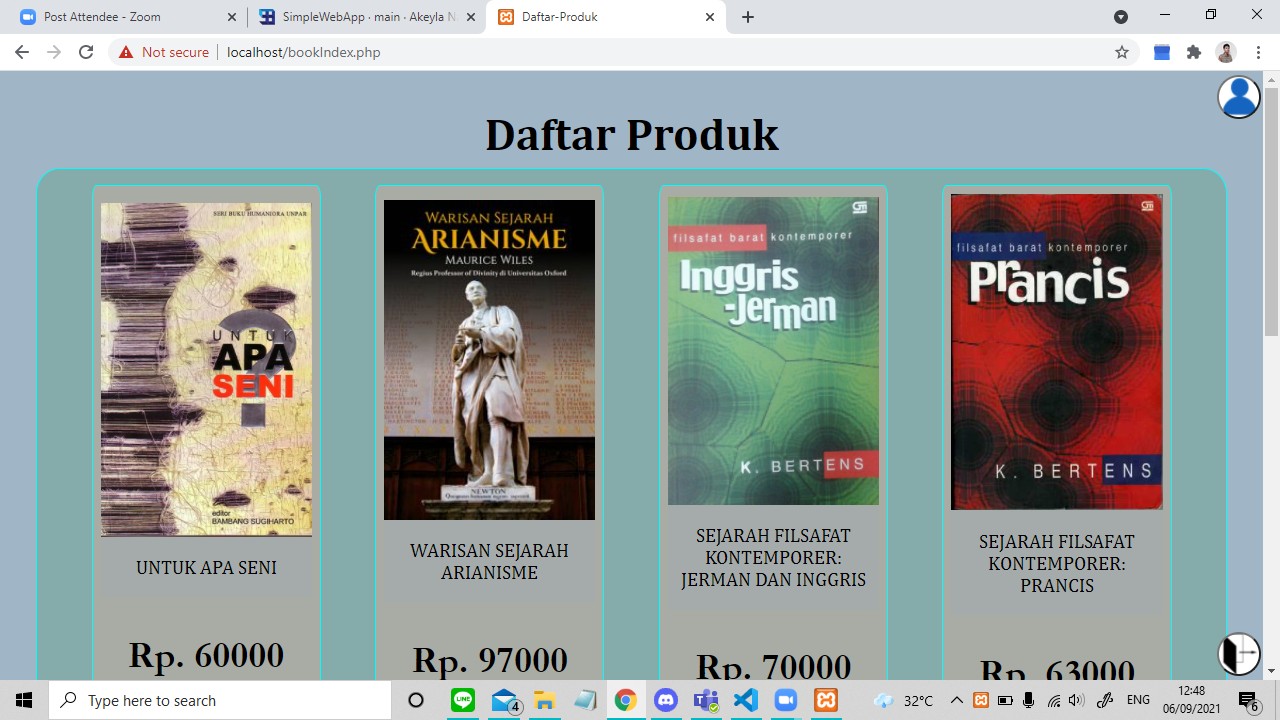 Post Attendee - Zoom
SimpleWebApp · main · Akeyla N
Daftar-Produk
Not secure
localhost/bookIndex.php
Daftar Produk
SERI BUKU HUMANIORA UNPAR
UNTUK
APA
SENI
editor
BAMBANG SUGIHARTO
UNTUK APA SENI
Rp. 60000
WARISAN SEJARAH
ARIANISME
MAURICE WILES
Regius Professor of Divinity di Universitas Oxford
NEWTON
WARISAN SEJARAH
ARIANISME
Rp. 97000
filsafat barat kontemporer
Inggris
-Jerman
K. BERTENS
SEJARAH FILSAFAT
KONTEMPORER:
JERMAN DAN INGGRIS
Rp. 70000
filsafat barat kontemporer
Prancis
K. BERTENS
SEJARAH FILSAFAT
KONTEMPORER:
PRANCIS
Rp. 63000
Type here to search
LINE
4
32°C
ENG
12:48
06/09/2021
6